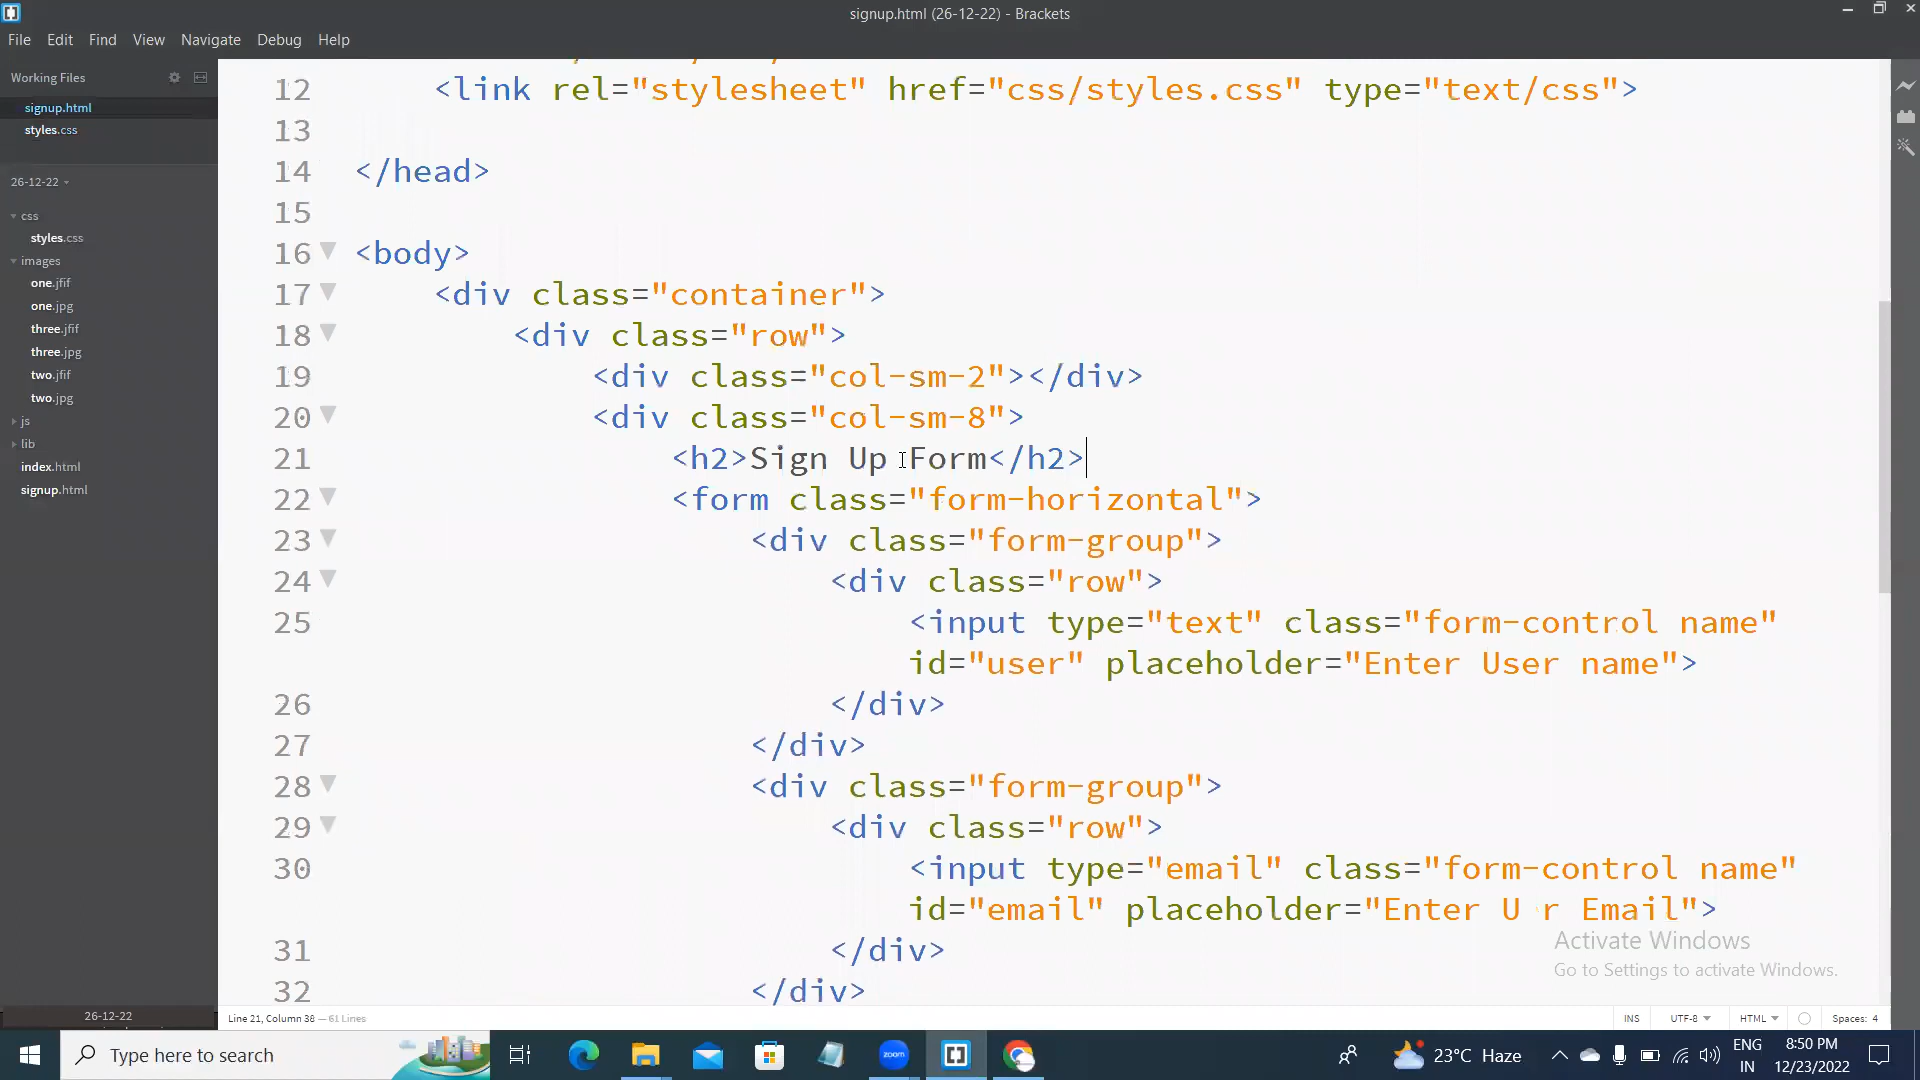 signup.html (26-12-22) - Brackets
File Edit Find View Navigate Debug Help
Working Files
signup.html
styles.css
26-12-22
css
styles.css
images
one.jfif
one.jpg
three.jfif
three.jpg
two.jfif
two.jpg
js
lib
index.html
signup.html
12 <link rel="stylesheet" href="css/styles.css" type="text/css">
13
14 </head>
15
16 <body>
17 <div class="container">
18 <div class="row">
19 <div class="col-sm-2"></div>
20 <div class="col-sm-8">
21 <h2>Sign Up Form</h2>
22 <form class="form-horizontal">
23 <div class="form-group">
24 <div class="row">
25 <input type="text" class="form-control name"
id="user" placeholder="Enter User name">
26 </div>
27 </div>
28 <div class="form-group">
29 <div class="row">
30 <input type="email" class="form-control name"
id="email" placeholder="Enter U r Email">
31 </div>
32 </div>
Activate Windows
Go to Settings to activate Windows.
26-12-22
Line 21, Column 38 — 61 Lines
INS UTF-8 HTML Spaces: 4
Type here to search
zoom
23°C Haze
ENG
IN
8:50 PM
12/23/2022